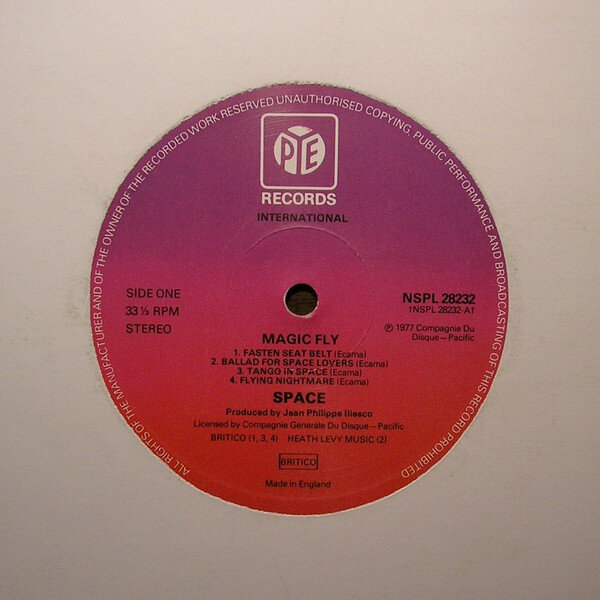 ALL RIGHTS OF THE MANUFACTURER AND OF THE OWNER OF THE RECORDED WORK RESERVED UNAUTHORISED COPYING, PUBLIC PERFORMANCE AND BROADCASTING OF THIS RECORD PROHIBITED
PYE
RECORDS
INTERNATIONAL
SIDE ONE
33 ⅓ RPM
STEREO
NSPL 28232
†NSPL 28232-A†
℗ 1977 Compagnie Du
Disque—Pacific
MAGIC FLY
1. FASTEN SEAT BELT (Ecama)
2. BALLAD FOR SPACE LOVERS (Ecama)
3. TANGO IN SPACE (Ecama)
4. FLYING NIGHTMARE (Ecama)
SPACE
Produced by Jean Philippe Iliesco
Licensed by Compagnie Generale Du Disque—Pacific
BRITICO (1, 3, 4) HEATH LEVY MUSIC (2)
BRITICO
Made in England